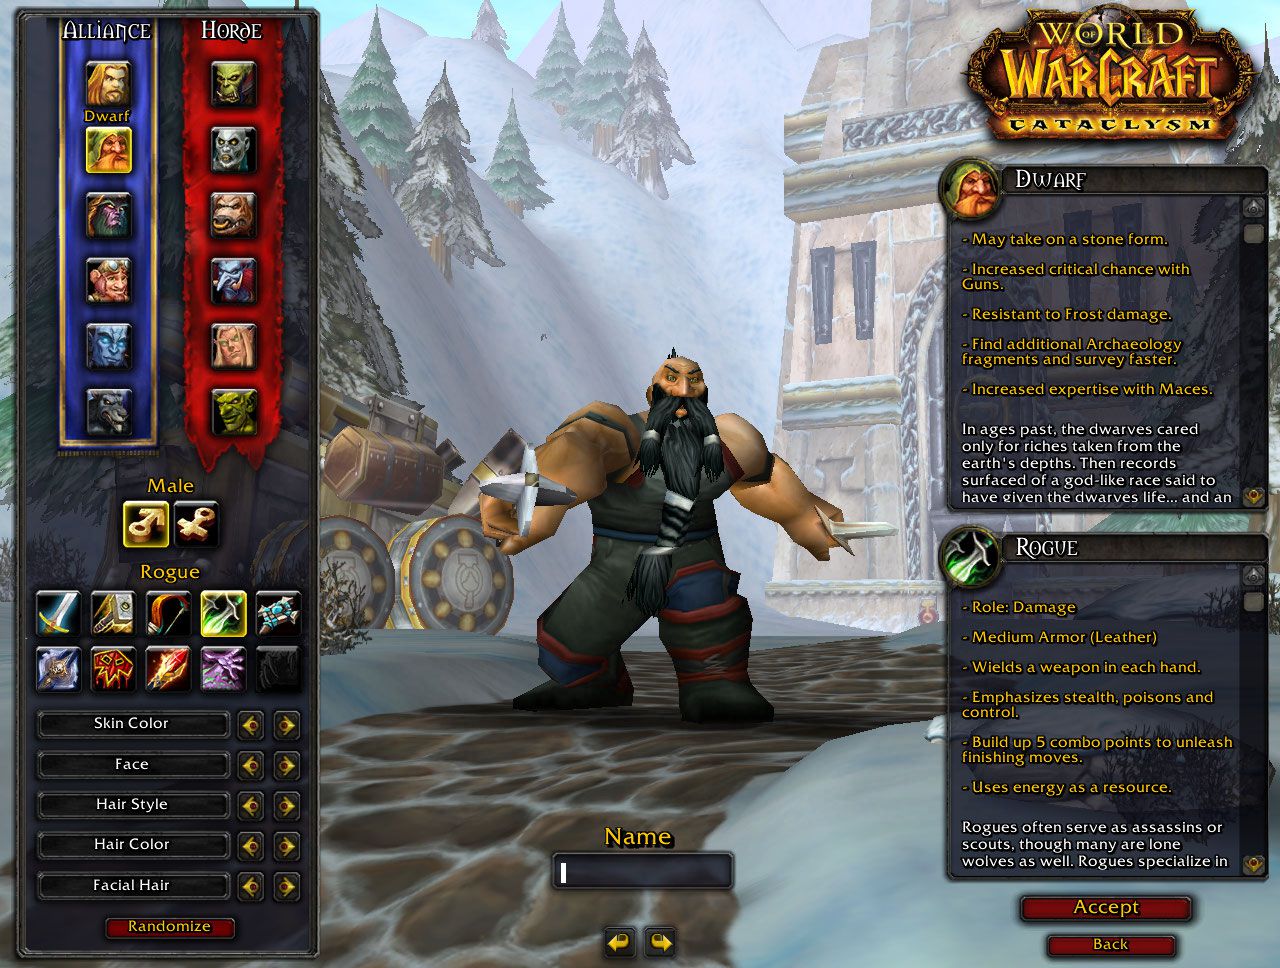 Alliance
Horde
Dwarf
Male
Rogue
Skin Color
Face
Hair Style
Hair Color
Facial Hair
Randomize
Name
World
of
Warcraft
Cataclysm
Dwarf
- May take on a stone form.
- Increased critical chance with
Guns.
- Resistant to Frost damage.
- Find additional Archaeology
fragments and survey faster.
- Increased expertise with Maces.
In ages past, the dwarves cared
only for riches taken from the
earth's depths. Then records
surfaced of a god-like race said to
have given the dwarves life... and an
Rogue
- Role: Damage
- Medium Armor (Leather)
- Wields a weapon in each hand.
- Emphasizes stealth, poisons and
control.
- Build up 5 combo points to unleash
finishing moves.
- Uses energy as a resource.
Rogues often serve as assassins or
scouts, though many are lone
wolves as well. Rogues specialize in
Accept
Back